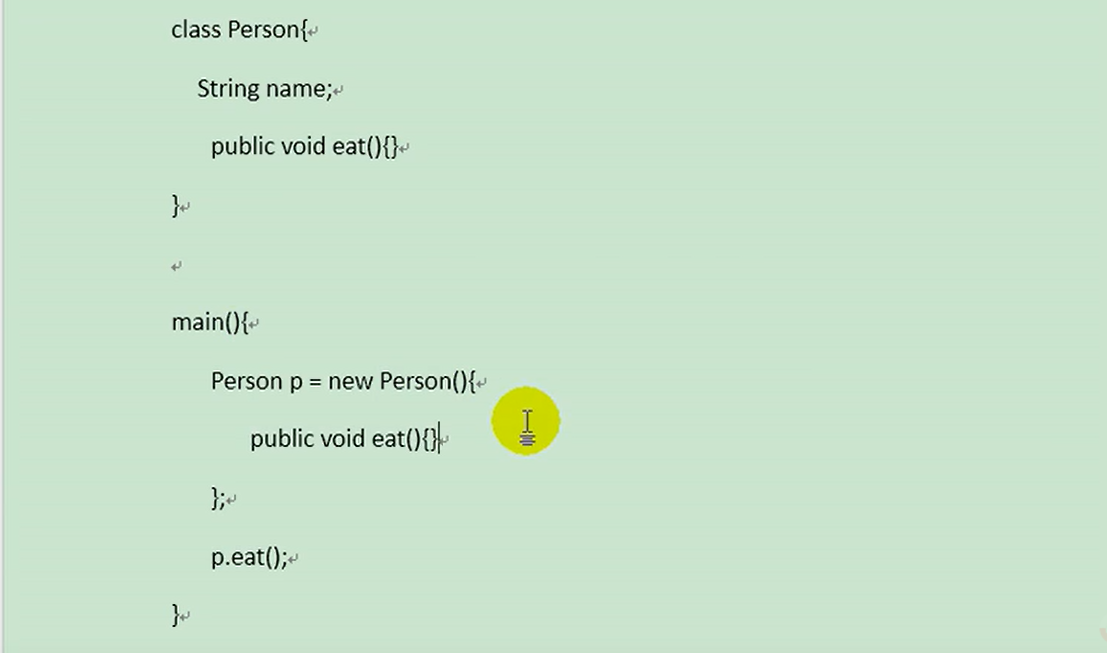 class Person{
String name;
public void eat(){}
}
main(){
Person p = new Person(){
public void eat(){}
};
p.eat();
}